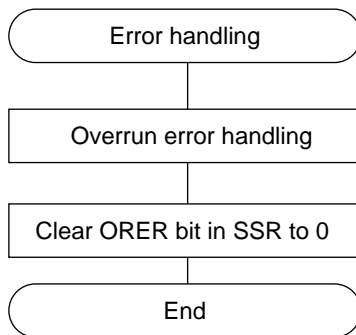 Error handling
Overrun error handling
Clear ORER bit in SSR to 0
End